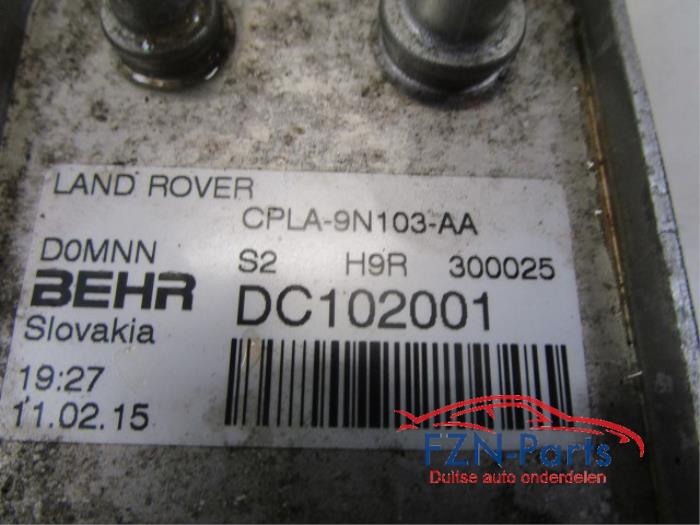 LAND ROVER
CPLA-9N103-AA
D0MNN S2 H9R 300025
BEHR DC102001
Slovakia
19:27
11.02.15
FZN-Parts
Duitse auto onderdelen